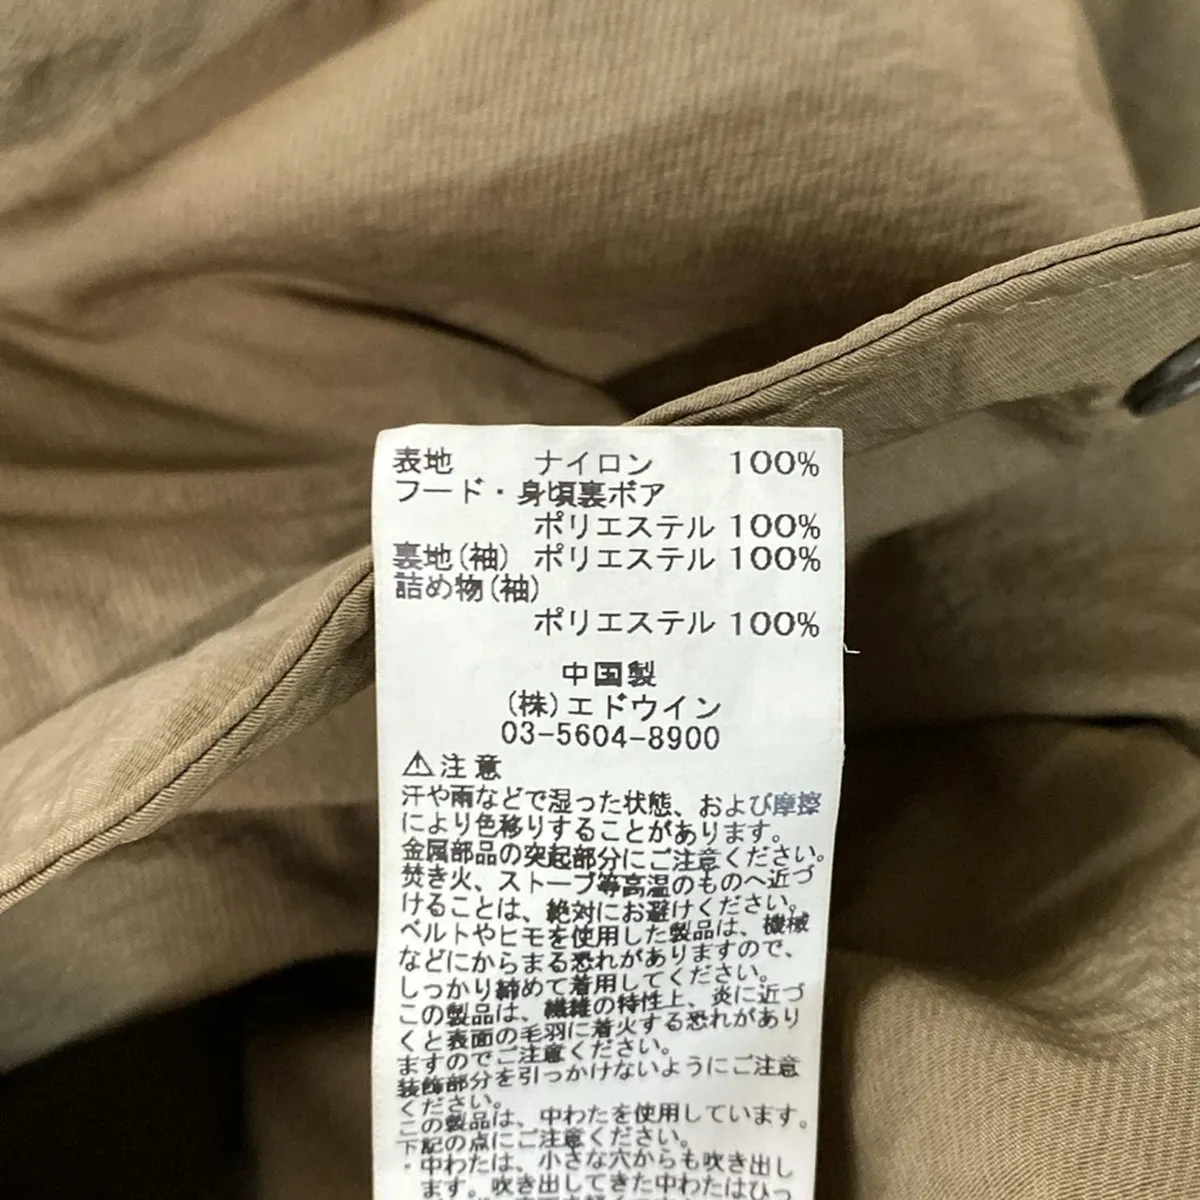 表地 ナイロン 100%
フード・身頃裏ボア
ポリエステル 100%
裏地(袖) ポリエステル 100%
詰め物(袖)
ポリエステル 100%
中国製
(株)エドウイン
03-5604-8900
⚠注意
汗や雨などで湿った状態、および摩擦
により色移りすることがあります。
金属部品の突起部分にご注意ください。
焚き火、ストーブ等高温のものへ近づ
けることは、絶対にお避けください。
ベルトやヒモを使用した製品は、機械
などにからまる恐れがありますので、
しっかり締めて着用してください。
この製品は、繊維の特性上、炎に近づ
くと表面の毛羽に着火する恐れがあり
ますのでご注意ください。
装飾部分を引っかけないようにご注意
ください。
この製品は、中わたを使用しています。
下記の点にご注意ください。
・中わたは、小さな穴からも吹き出し
ます。吹き出してきた中わたはひっ